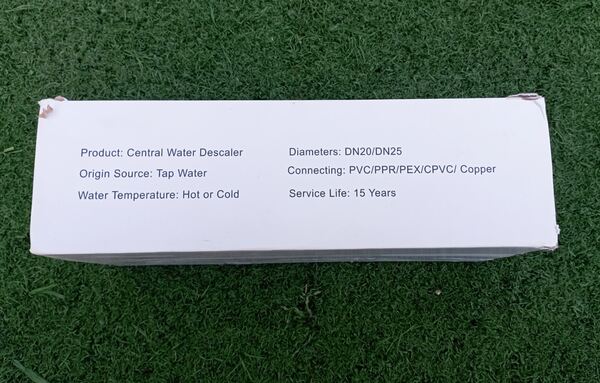 Product: Central Water Descaler
Origin Source: Tap Water
Water Temperature: Hot or Cold
Diameters: DN20/DN25
Connecting: PVC/PPR/PEX/CPVC/ Copper
Service Life: 15 Years